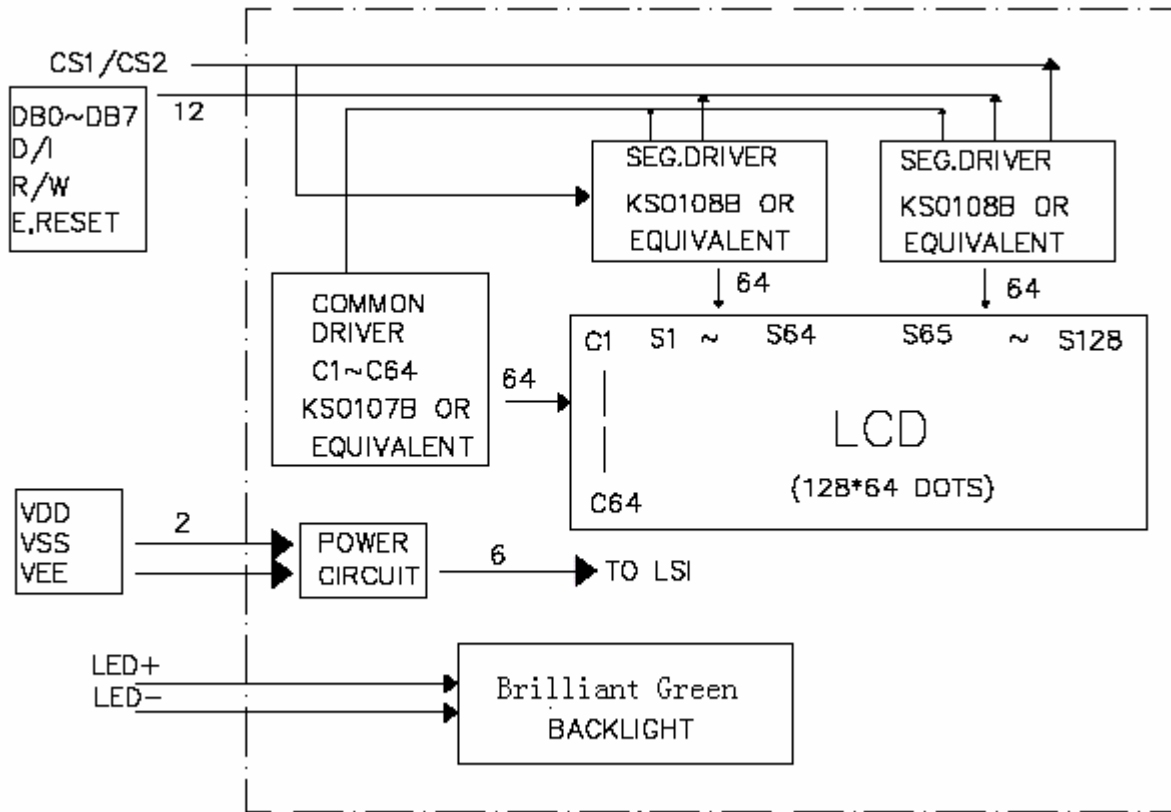 CS1/CS2
DB0~DB7
D/I
R/W
E.RESET
12
SEG.DRIVER
KS0108B OR
EQUIVALENT
SEG.DRIVER
KS0108B OR
EQUIVALENT
64
64
COMMON
DRIVER
C1~C64
KS0107B OR
EQUIVALENT
64
C1 S1 ~ S64 S65 ~ S128
LCD
(128*64 DOTS)
C64
VDD
VSS
VEE
2
POWER
CIRCUIT
6
TO LSI
LED+
LED-
Brilliant Green
BACKLIGHT